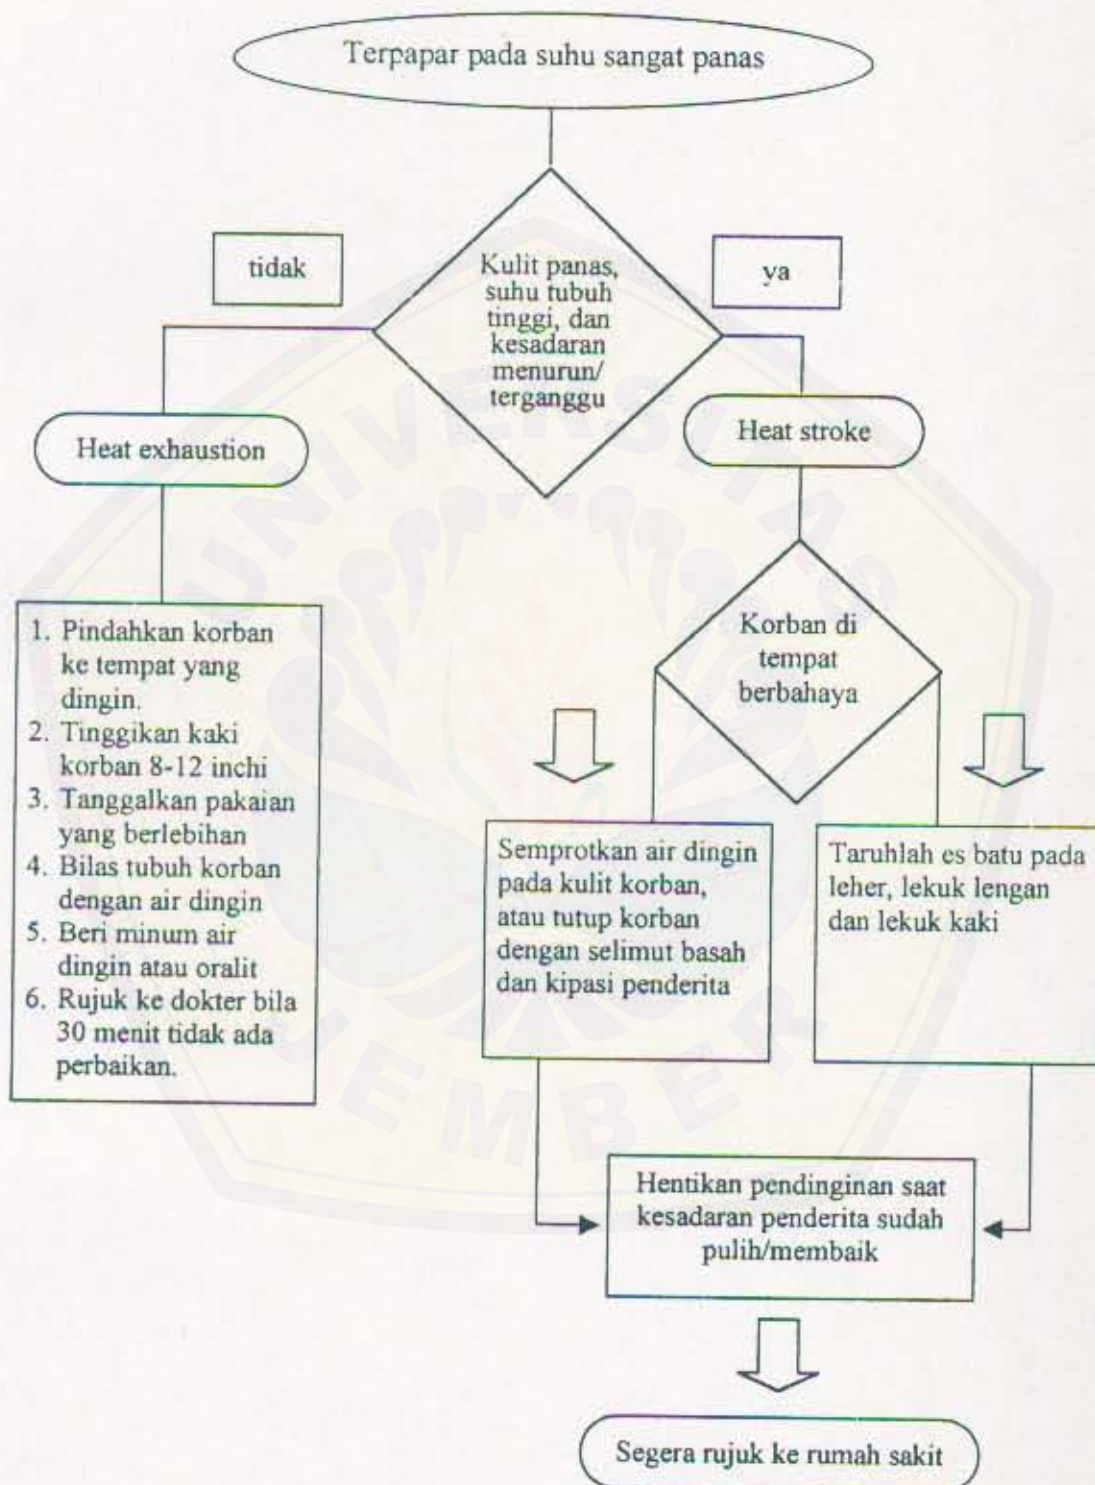 Terpapar pada suhu sangat panas
tidak
Kulit panas,
suhu tubuh
tinggi, dan
kesadaran
menurun/
terganggu
ya
Heat exhaustion
Heat stroke
1. Pindahkan korban
ke tempat yang
dingin.
2. Tinggikan kaki
korban 8-12 inchi
3. Tanggalkan pakaian
yang berlebihan
4. Bilas tubuh korban
dengan air dingin
5. Beri minum air
dingin atau oralit
6. Rujuk ke dokter bila
30 menit tidak ada
perbaikan.
Korban di
tempat
berbahaya
Semprotkan air dingin
pada kulit korban,
atau tutup korban
dengan selimut basah
dan kipasi penderita
Taruhlah es batu pada
leher, lekuk lengan
dan lekuk kaki
Hentikan pendinginan saat
kesadaran penderita sudah
pulih/membaik
Segera rujuk ke rumah sakit
UNIVERSITAS
JEMBER